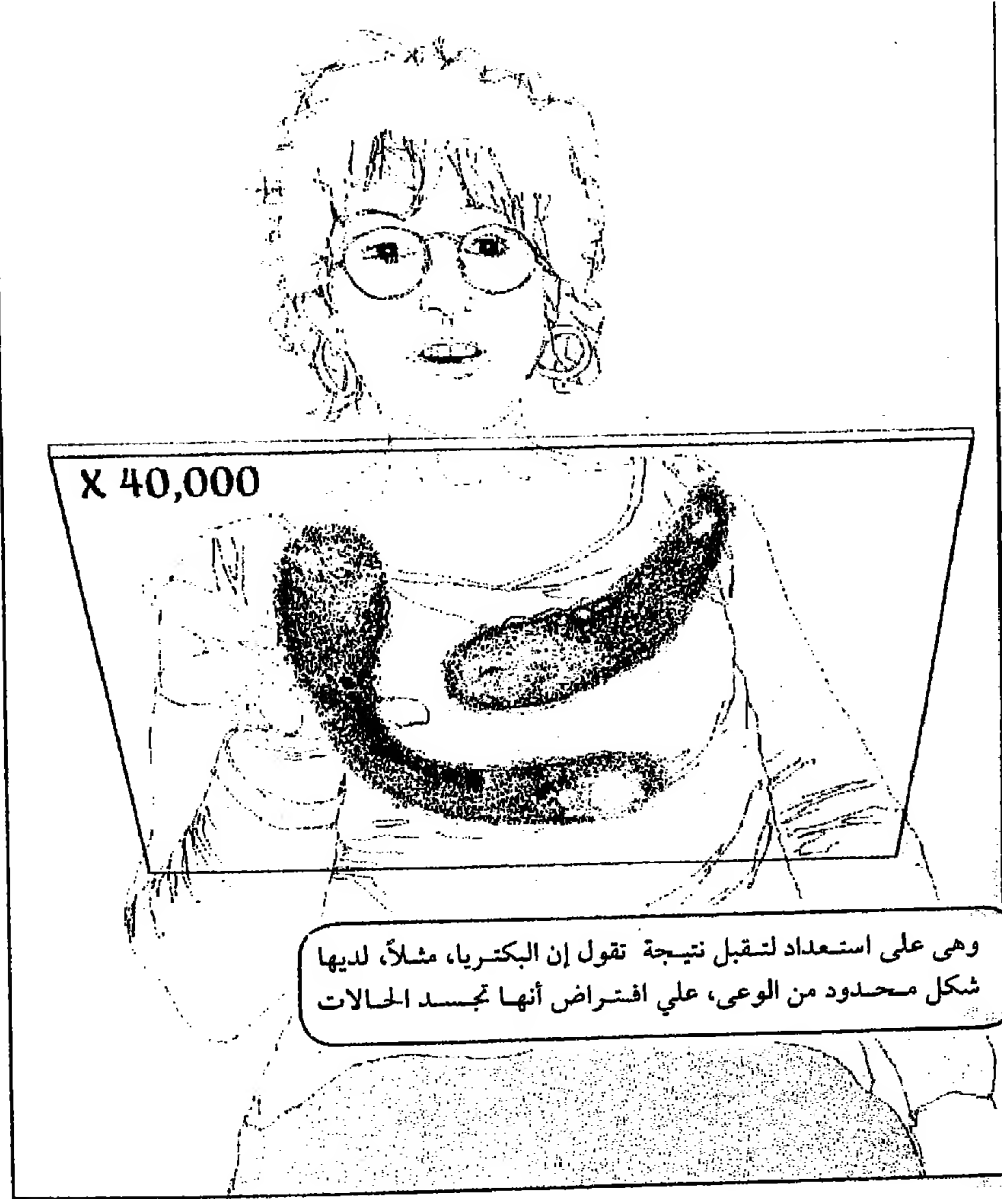 X 40,000
وهى على استعداد لتقبل نتيجة تقول إن البكتريا، مثلاً، لديها
شكل محدود من الوعى، علي افتراض أنها تجسد الحالات